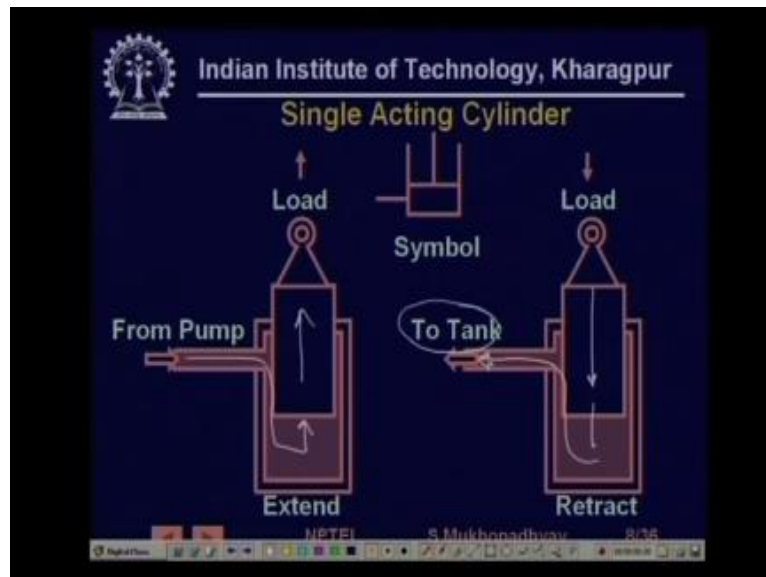 Indian Institute of Technology, Kharagpur
Single Acting Cylinder
Load
Load
Symbol
From Pump
To Tank
Extend
Retract
NPTEL S.Mukhopadhyay 8/36